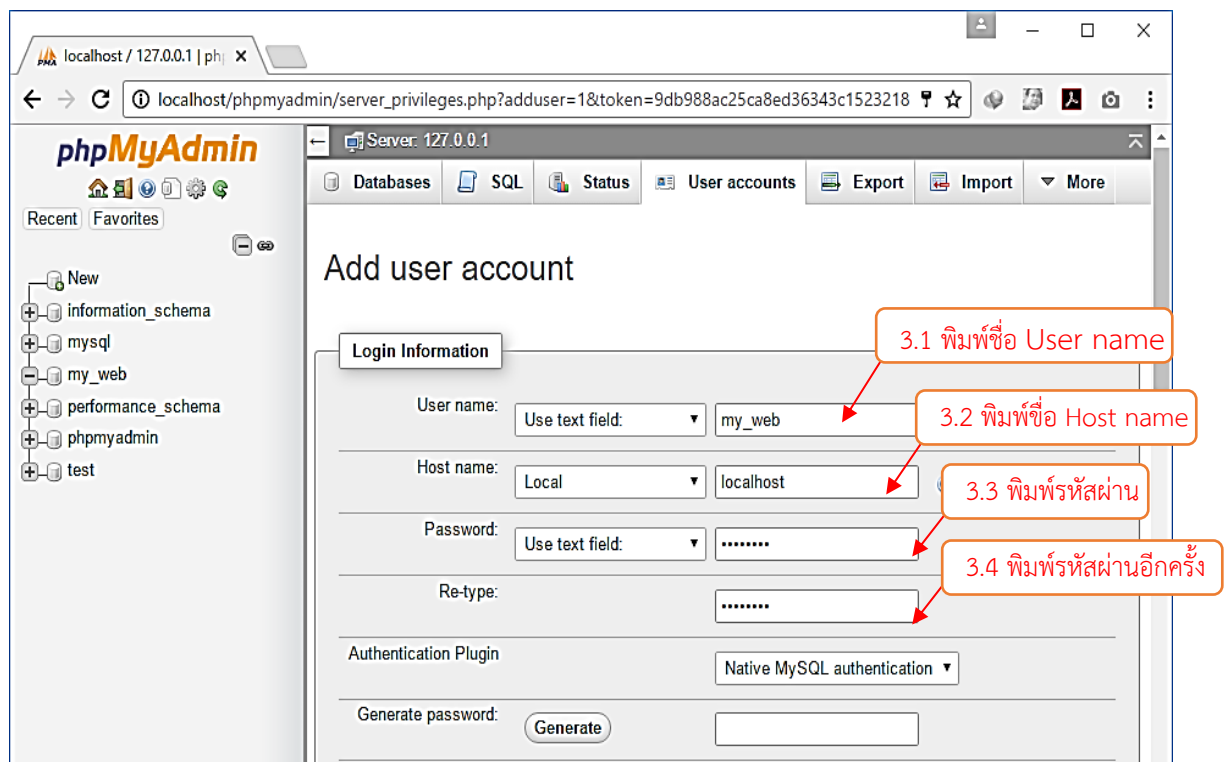 localhost / 127.0.0.1 | ph
localhost/phpmyadmin/server_privileges.php?adduser=1&token=9db988ac25ca8ed36343c1523218
phpMyAdmin
Recent Favorites
New
information_schema
mysql
my_web
performance_schema
phpmyadmin
test
Server: 127.0.0.1
Databases SQL Status User accounts Export Import More
Add user account
Login Information
3.1 พิมพ์ชื่อ User name
User name: Use text field: my_web
3.2 พิมพ์ชื่อ Host name
Host name: Local localhost
3.3 พิมพ์รหัสผ่าน
Password: Use text field: ••••••••
3.4 พิมพ์รหัสผ่านอีกครั้ง
Re-type: ••••••••
Authentication Plugin Native MySQL authentication
Generate password: Generate